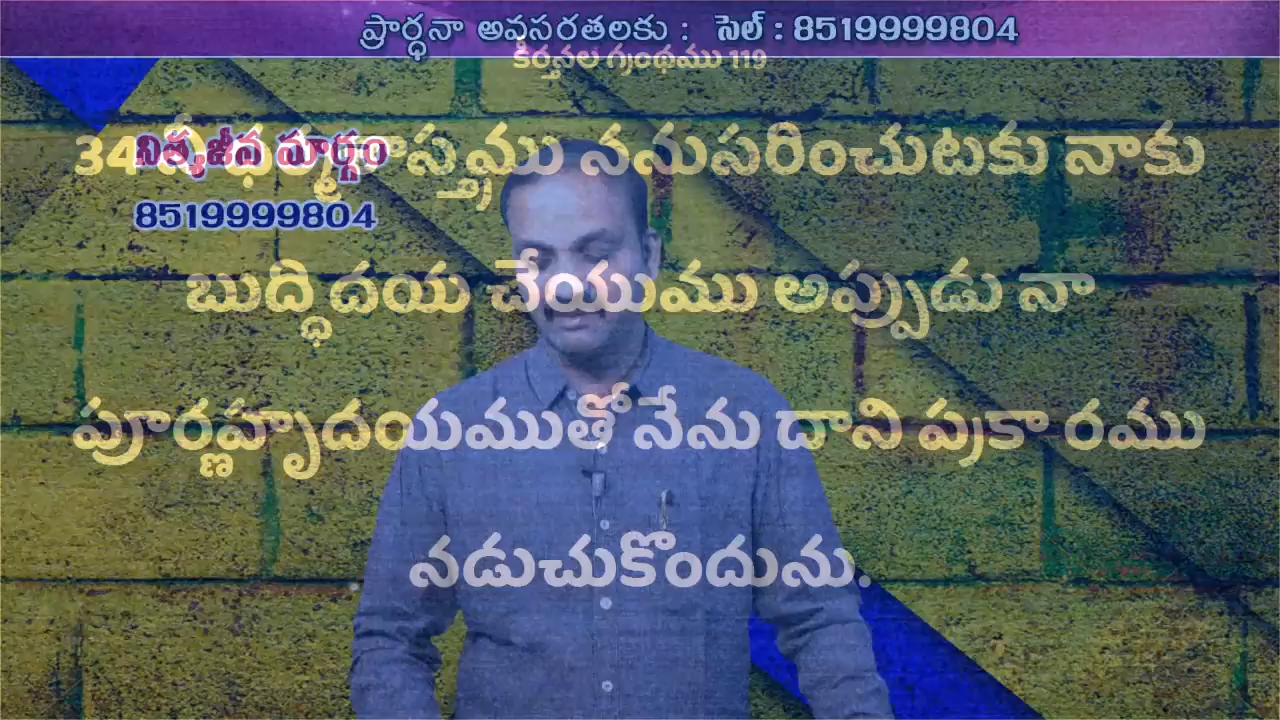 ప్రార్ధనా అవసరతలకు : సెల్ : 8519999804
కీర్తనల గ్రంథము 119
నిత్యజీవ మార్గం
8519999804
34 నీ ధర్మశాస్త్రము ననుసరించుటకు నాకు
బుద్ధి దయ చేయుము అప్పుడు నా
పూర్ణహృదయముతో నేను దాని ప్రకా రము
నడుచుకొందును.